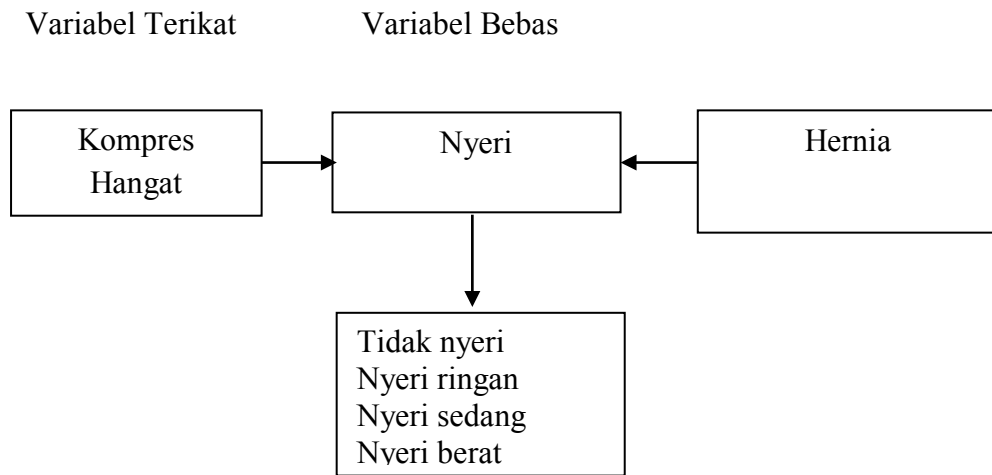 Variabel Terikat
Variabel Bebas
Kompres
Hangat
Nyeri
Hernia
Tidak nyeri
Nyeri ringan
Nyeri sedang
Nyeri berat